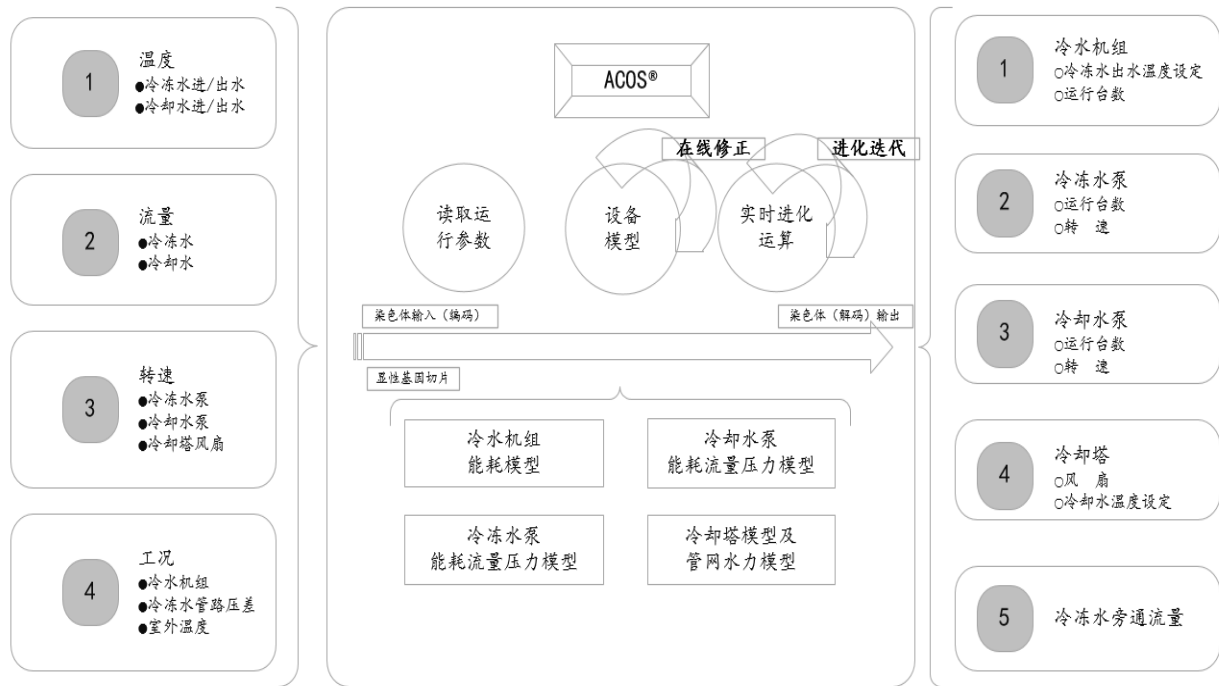 1
温度
●冷冻水进/出水
●冷却水进/出水
2
流量
●冷冻水
●冷却水
3
转速
●冷冻水泵
●冷却水泵
●冷却塔风扇
4
工况
●冷水机组
●冷冻水管路压差
●室外温度
ACOS®
在线修正
进化迭代
读取运
行参数
设备
模型
实时进化
运算
染色体输入（编码）
染色体（解码）输出
显性基因切片
冷水机组
能耗模型
冷却水泵
能耗流量压力模型
冷冻水泵
能耗流量压力模型
冷却塔模型及
管网水力模型
1
冷水机组
○冷冻水出水温度设定
○运行台数
2
冷冻水泵
○运行台数
○转 速
3
冷却水泵
○运行台数
○转 速
4
冷却塔
○风 扇
○冷却水温度设定
5
冷冻水旁通流量